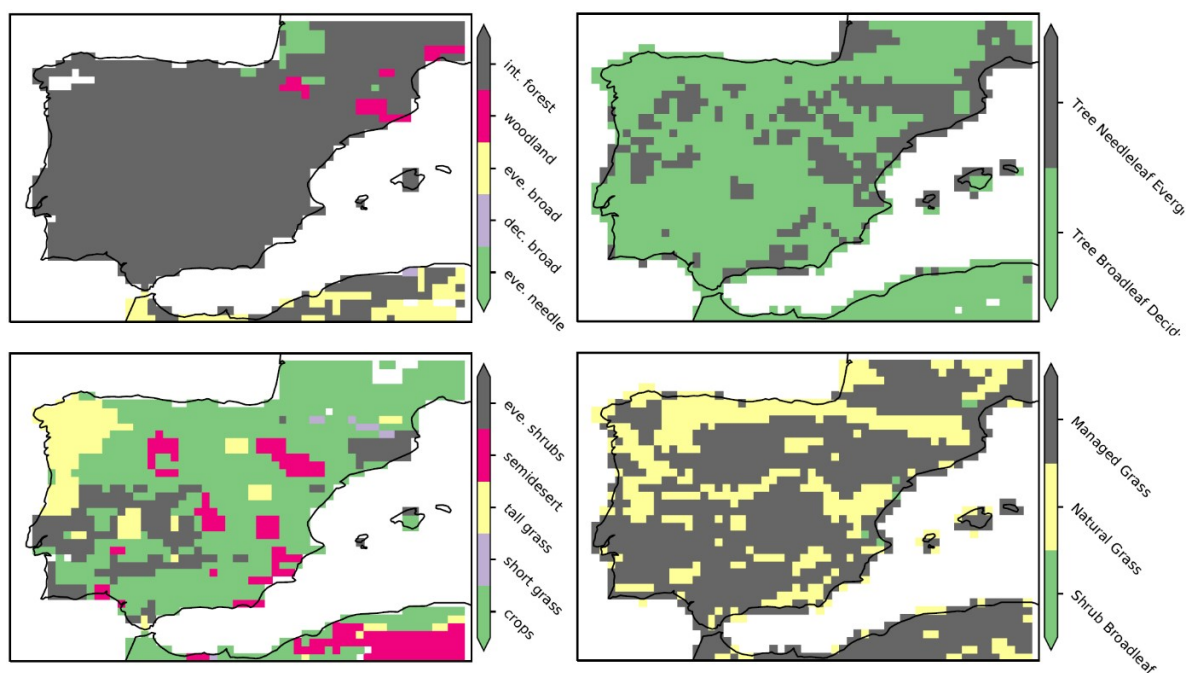 int. forest
woodland
eve. broad
dec. broad
eve. needle
Tree Needleleaf Everg
Tree Broadleaf Decid
eve. shrubs
semidesert
tall grass
short grass
crops
Managed Grass
Natural Grass
Shrub Broadleaf